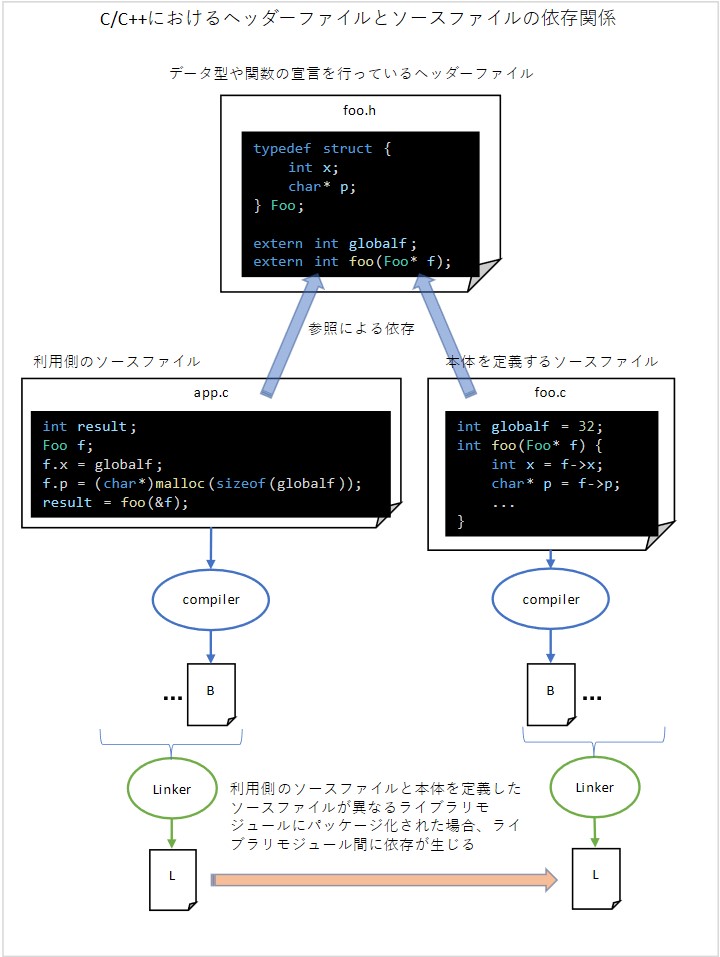 C/C++におけるヘッダーファイルとソースファイルの依存関係
データ型や関数の宣言を行っているヘッダーファイル
foo.h
typedef struct {
    int x;
    char* p;
} Foo;
extern int globalf;
extern int foo(Foo* f);
参照による依存
利用側のソースファイル
app.c
int result;
Foo f;
f.x = globalf;
f.p = (char*)malloc(sizeof(globalf));
result = foo(&f);
本体を定義するソースファイル
foo.c
int globalf = 32;
int foo(Foo* f) {
    int x = f->x;
    char* p = f->p;
    ...
}
compiler
compiler
... B
B ...
Linker
Linker
利用側のソースファイルと本体を定義した
ソースファイルが異なるライブラリモ
ジュールにパッケージ化された場合、ライ
ブラリモジュール間に依存が生じる
L
L